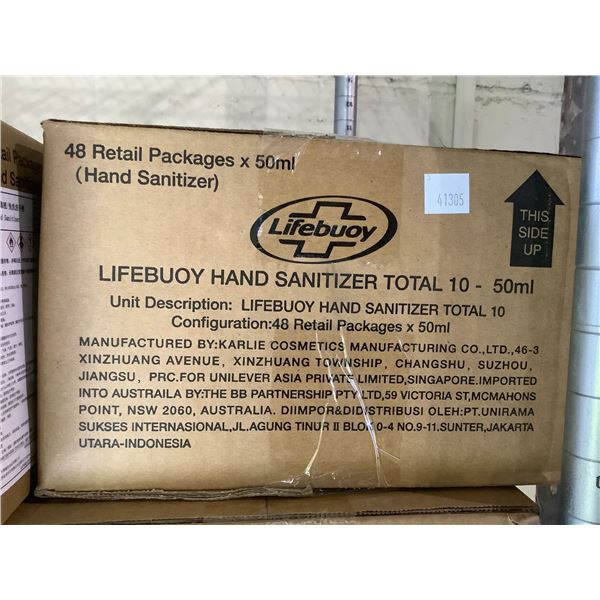 48 Retail Packages x 50ml
(Hand Sanitizer)
41305
THIS
SIDE
UP
Lifebuoy
LIFEBUOY HAND SANITIZER TOTAL 10 - 50ml
Unit Description: LIFEBUOY HAND SANITIZER TOTAL 10
Configuration:48 Retail Packages x 50ml
MANUFACTURED BY:KARLIE COSMETICS MANUFACTURING CO.,LTD.,46-3
XINZHUANG AVENUE, XINZHUANG TOWNSHIP, CHANGSHU, SUZHOU,
JIANGSU, PRC.FOR UNILEVER ASIA PRIVATE LIMITED,SINGAPORE.IMPORTED
INTO AUSTRAILA BY:THE BB PARTNERSHIP PTY LTD,59 VICTORIA ST,MCMAHONS
POINT, NSW 2060, AUSTRALIA. DIIMPOR&DIDISTRIBUSI OLEH:PT.UNIRAMA
SUKSES INTERNASIONAL,JL.AGUNG TINUR II BLOK 0-4 NO.9-11.SUNTER,JAKARTA
UTARA-INDONESIA